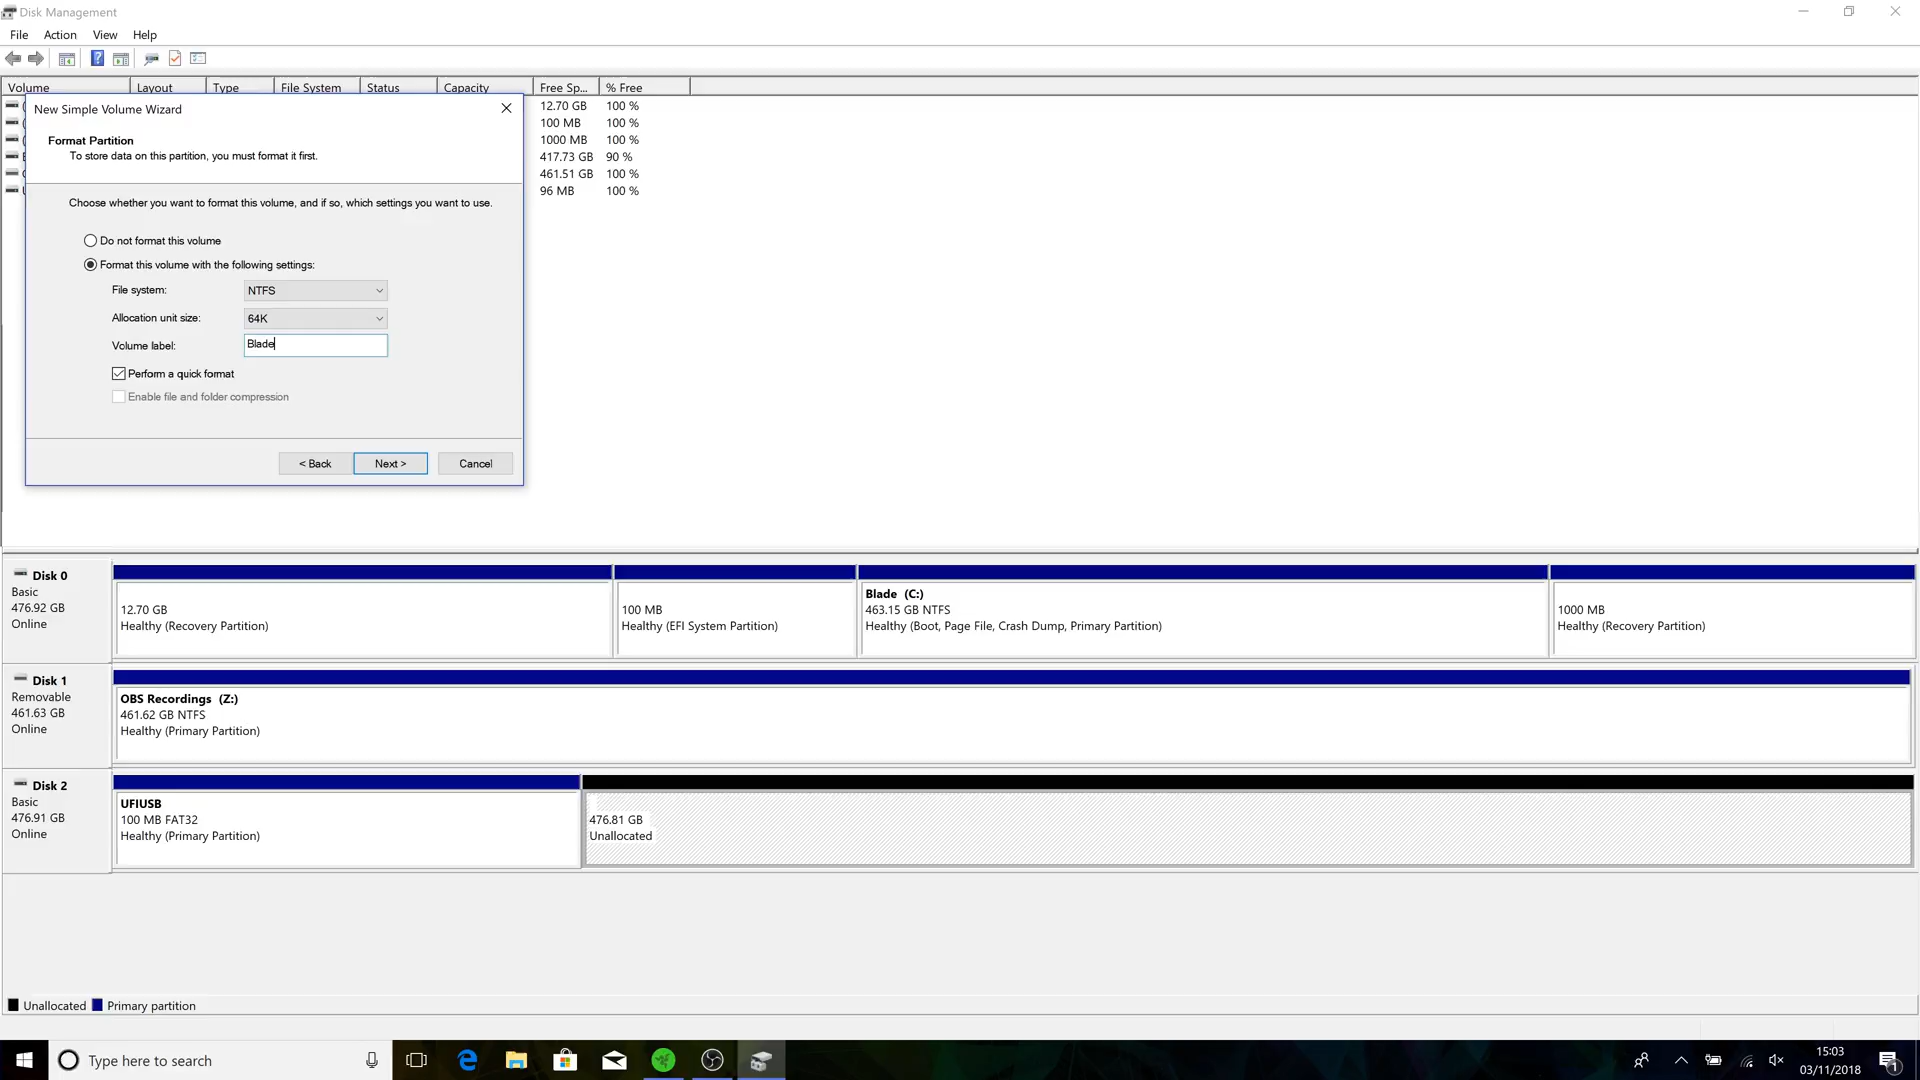 Disk Management
File Action View Help
Volume Layout Type File System Status Capacity Free Sp... % Free
12.70 GB 100 %
100 MB 100 %
1000 MB 100 %
417.73 GB 90 %
461.51 GB 100 %
96 MB 100 %
New Simple Volume Wizard
Format Partition
To store data on this partition, you must format it first.
Choose whether you want to format this volume, and if so, which settings you want to use.
Do not format this volume
Format this volume with the following settings:
File system: NTFS
Allocation unit size: 64K
Volume label: Blade
Perform a quick format
Enable file and folder compression
< Back Next > Cancel
Disk 0
Basic
476.92 GB
Online
12.70 GB
Healthy (Recovery Partition)
100 MB
Healthy (EFI System Partition)
Blade (C:)
463.15 GB NTFS
Healthy (Boot, Page File, Crash Dump, Primary Partition)
1000 MB
Healthy (Recovery Partition)
Disk 1
Removable
461.63 GB
Online
OBS Recordings (Z:)
461.62 GB NTFS
Healthy (Primary Partition)
Disk 2
Basic
476.91 GB
Online
UFIUSB
100 MB FAT32
Healthy (Primary Partition)
476.81 GB
Unallocated
Unallocated Primary partition
Type here to search
15:03
03/11/2018
1